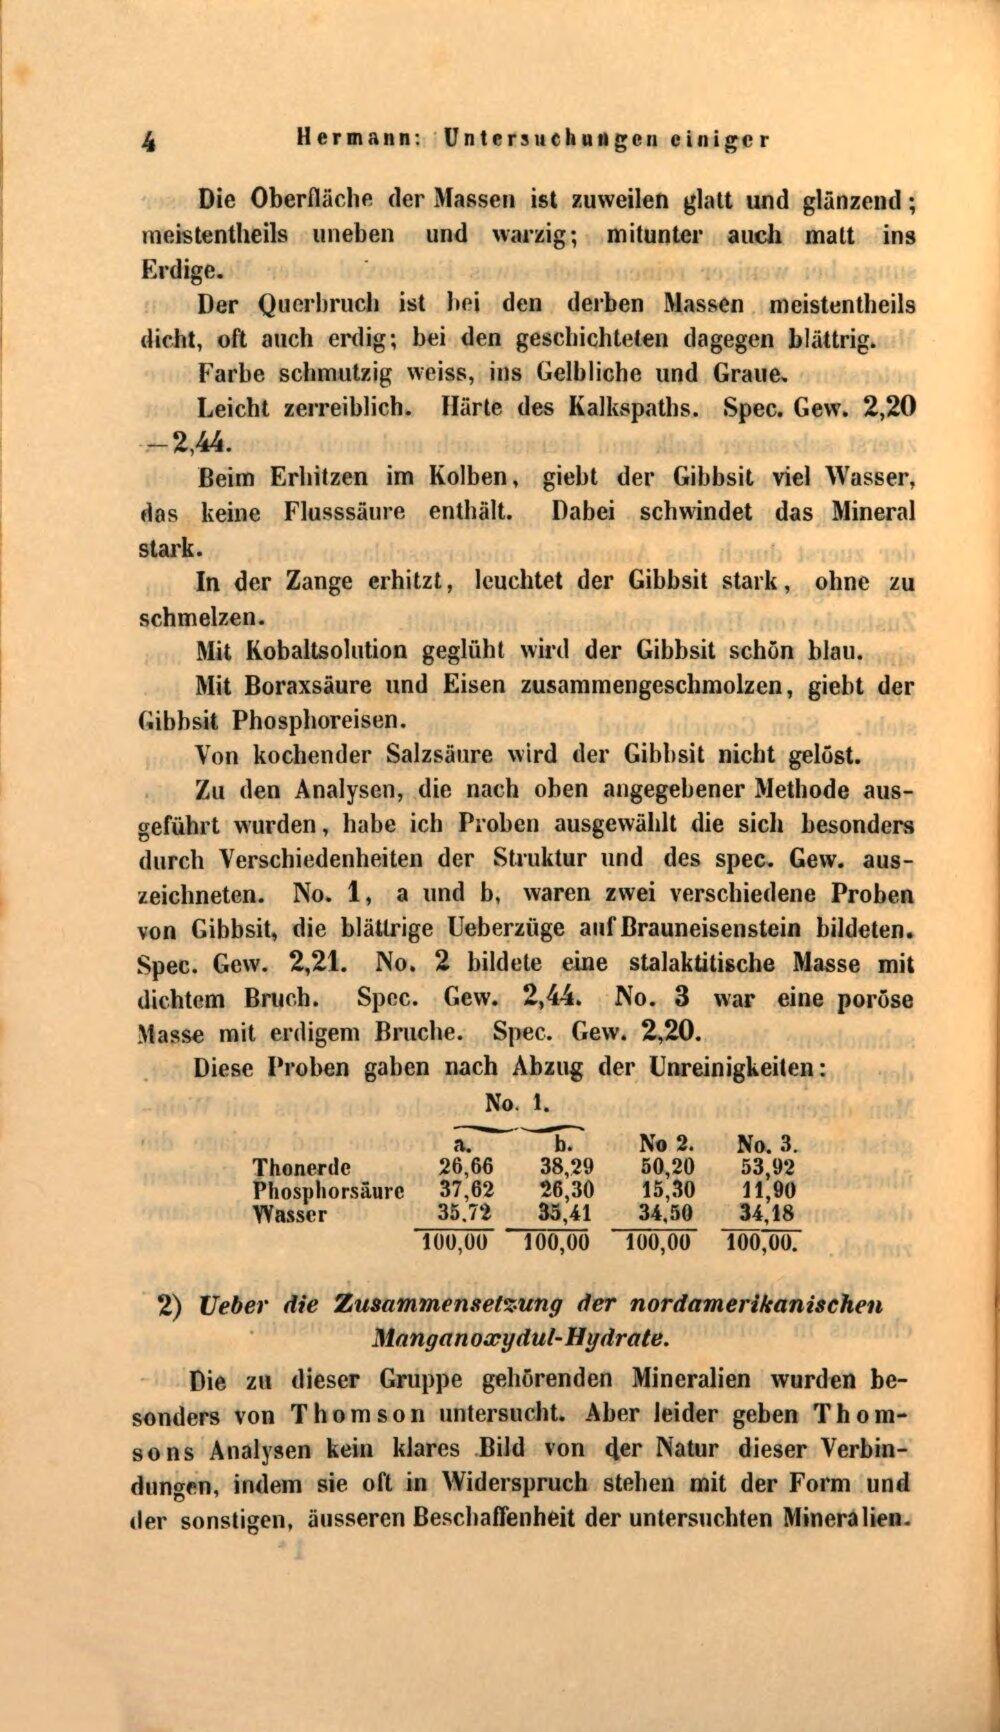 4 Hermann: Untersuchungen einiger
Die Oberfläche der Massen ist zuweilen glatt und glänzend;
meistentheils uneben und warzig; mitunter auch matt ins
Erdige.
Der Querbruch ist bei den derben Massen meistentheils
dicht, oft auch erdig; bei den geschichteten dagegen blättrig.
Farbe schmutzig weiss, ins Gelbliche und Graue.
Leicht zerreiblich. Härte des Kalkspaths. Spec. Gew. 2,20
—2,44.
Beim Erhitzen im Kolben, giebt der Gibbsit viel Wasser,
das keine Flusssäure enthält. Dabei schwindet das Mineral
stark.
In der Zange erhitzt, leuchtet der Gibbsit stark, ohne zu
schmelzen.
Mit Kobaltsolution geglüht wird der Gibbsit schön blau.
Mit Boraxsäure und Eisen zusammengeschmolzen, giebt der
Gibbsit Phosphoreisen.
Von kochender Salzsäure wird der Gibbsit nicht gelöst.
Zu den Analysen, die nach oben angegebener Methode aus-
geführt wurden, habe ich Proben ausgewählt die sich besonders
durch Verschiedenheiten der Struktur und des spec. Gew. aus-
zeichneten. No. 1, a und b, waren zwei verschiedene Proben
von Gibbsit, die blättrige Ueberzüge auf Brauneisenstein bildeten.
Spec. Gew. 2,21. No. 2 bildete eine stalaktitische Masse mit
dichtem Bruch. Spec. Gew. 2,44. No. 3 war eine poröse
Masse mit erdigem Bruche. Spec. Gew. 2,20.
Diese Proben gaben nach Abzug der Unreinigkeiten:
No. 1.
a. b. No 2. No. 3.
Thonerde 26,66 38,29 50,20 53,92
Phosphorsäure 37,62 26,30 15,30 11,90
Wasser 35,72 35,41 34,50 34,18
100,00 100,00 100,00 100,00.
2) Ueber die Zusammensetzung der nordamerikanischen
Manganoxydul-Hydrate.
Die zu dieser Gruppe gehörenden Mineralien wurden be-
sonders von Thomson untersucht. Aber leider geben Thom-
sons Analysen kein klares Bild von der Natur dieser Verbin-
dungen, indem sie oft in Widerspruch stehen mit der Form und
der sonstigen, äusseren Beschaffenheit der untersuchten Mineralien.